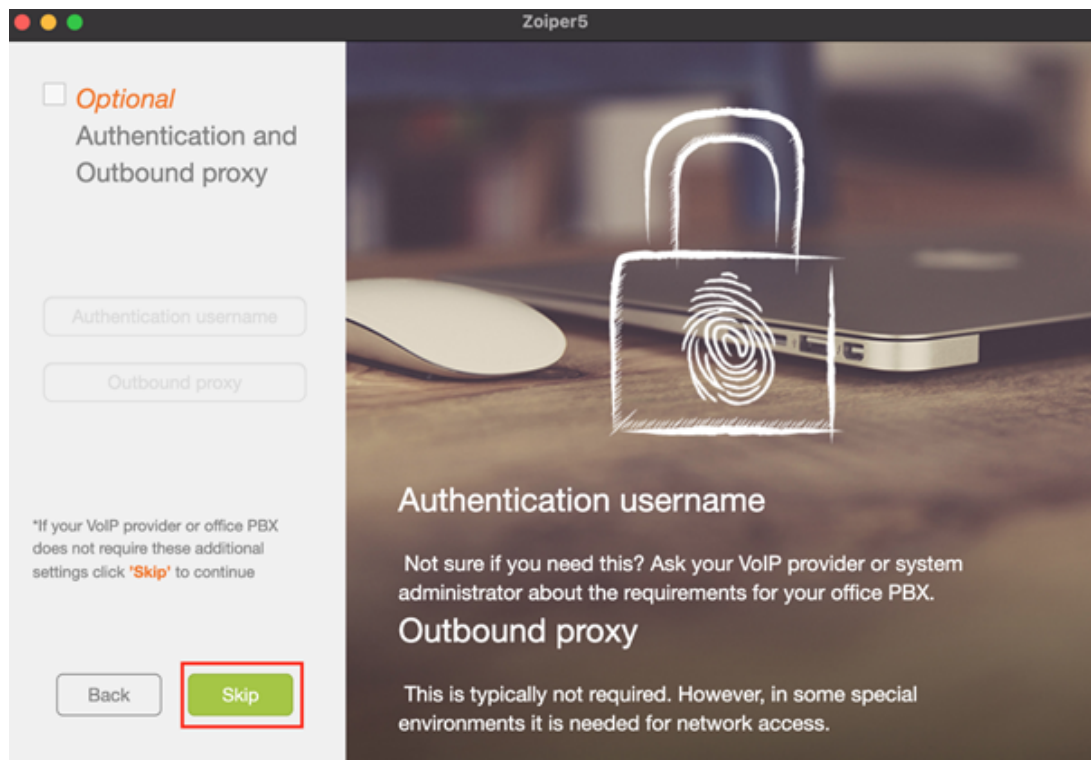 Zoiper5
Optional
Authentication and
Outbound proxy
Authentication username
Outbound proxy
*If your VoIP provider or office PBX
does not require these additional
settings click 'Skip' to continue
Back
Skip
Authentication username
Not sure if you need this? Ask your VoIP provider or system
administrator about the requirements for your office PBX.
Outbound proxy
This is typically not required. However, in some special
environments it is needed for network access.